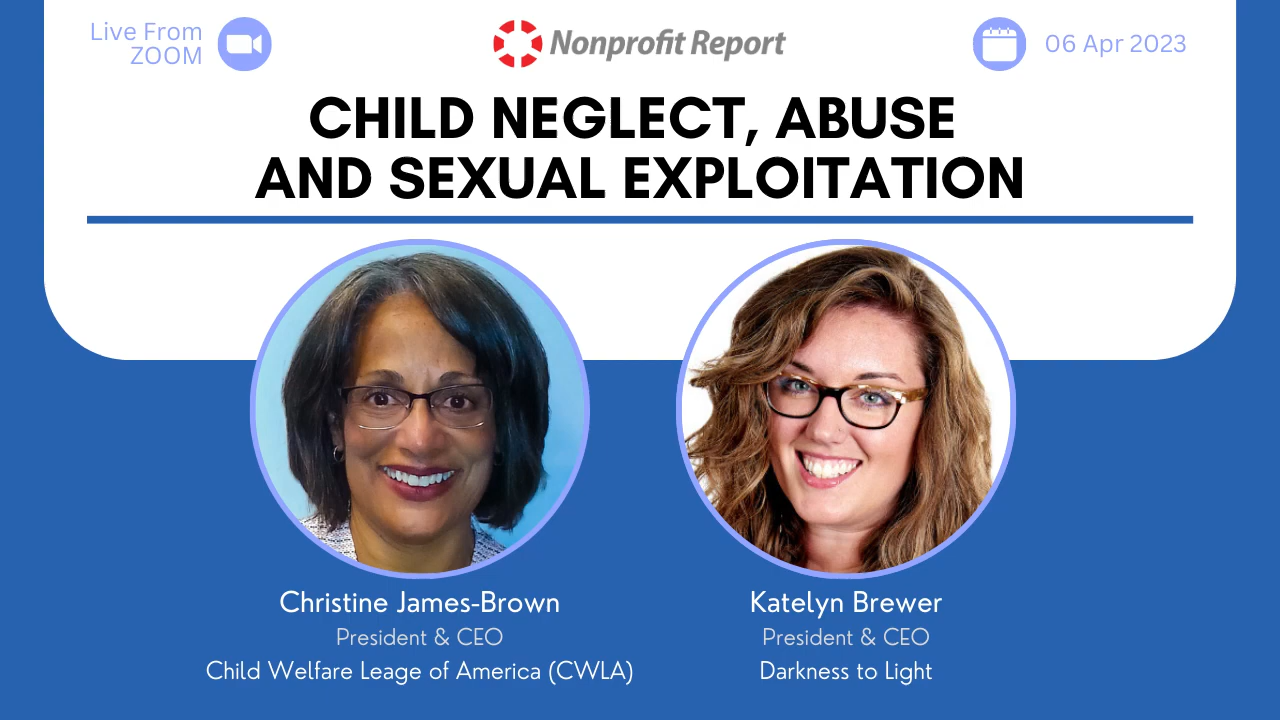 Live From
ZOOM
Nonprofit Report
06 Apr 2023
CHILD NEGLECT, ABUSE
AND SEXUAL EXPLOITATION
Christine James-Brown
President & CEO
Child Welfare Leage of America (CWLA)
Katelyn Brewer
President & CEO
Darkness to Light